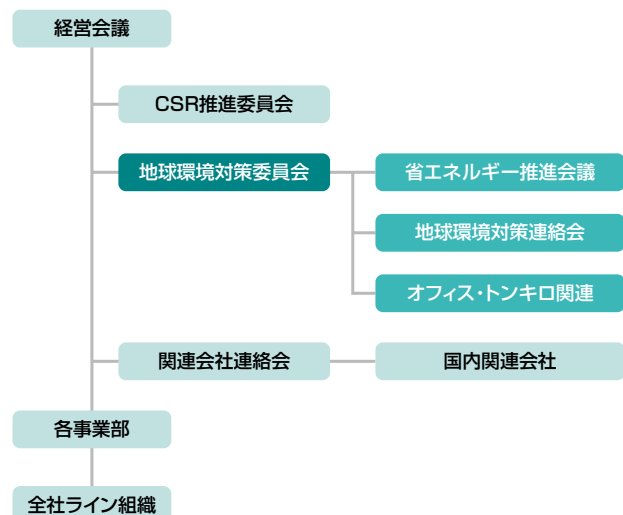 経営会議
CSR推進委員会
地球環境対策委員会
省エネルギー推進会議
地球環境対策連絡会
オフィス・トンキロ関連
関連会社連絡会
国内関連会社
各事業部
全社ライン組織